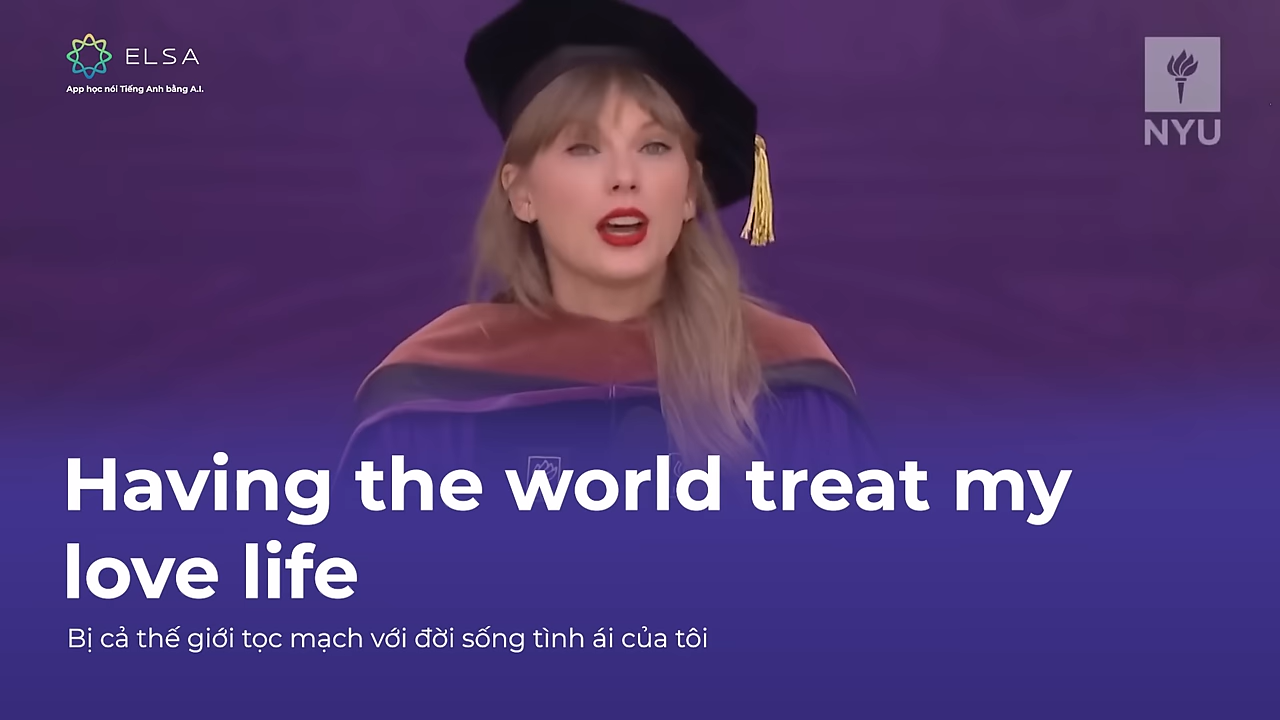 ELSA
App học nói Tiếng Anh bằng A.I.
NYU
Having the world treat my
love life
Bị cả thế giới tọc mạch với đời sống tình ái của tôi